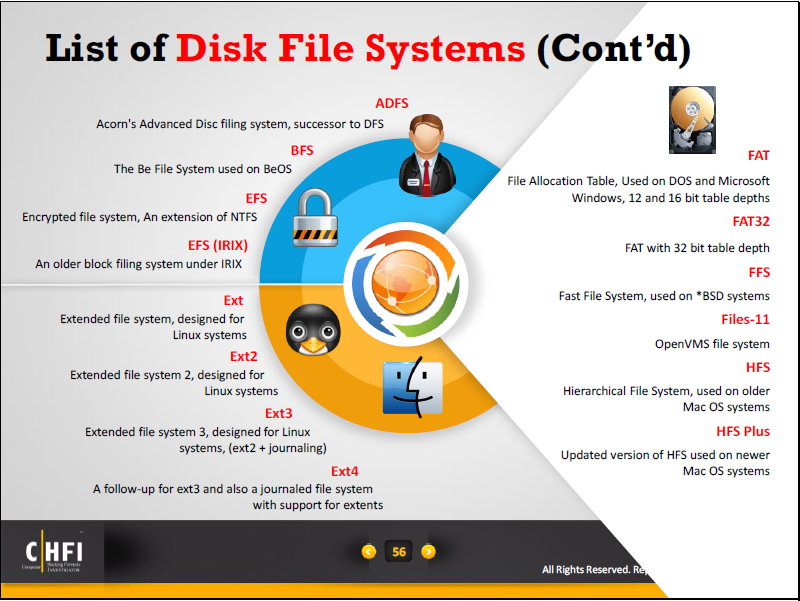 List of Disk File Systems (Cont’d)
ADFS
Acorn's Advanced Disc filing system, successor to DFS
BFS
The Be File System used on BeOS
EFS
Encrypted file system, An extension of NTFS
EFS (IRIX)
An older block filing system under IRIX
Ext
Extended file system, designed for
Linux systems
Ext2
Extended file system 2, designed for
Linux systems
Ext3
Extended file system 3, designed for Linux
systems, (ext2 + journaling)
Ext4
A follow-up for ext3 and also a journaled file system
with support for extents
FAT
File Allocation Table, Used on DOS and Microsoft
Windows, 12 and 16 bit table depths
FAT32
FAT with 32 bit table depth
FFS
Fast File System, used on *BSD systems
Files-11
OpenVMS file system
HFS
Hierarchical File System, used on older
Mac OS systems
HFS Plus
Updated version of HFS used on newer
Mac OS systems
CHFI
Computer Hacking Forensic
INVESTIGATOR
56
All Rights Reserved.